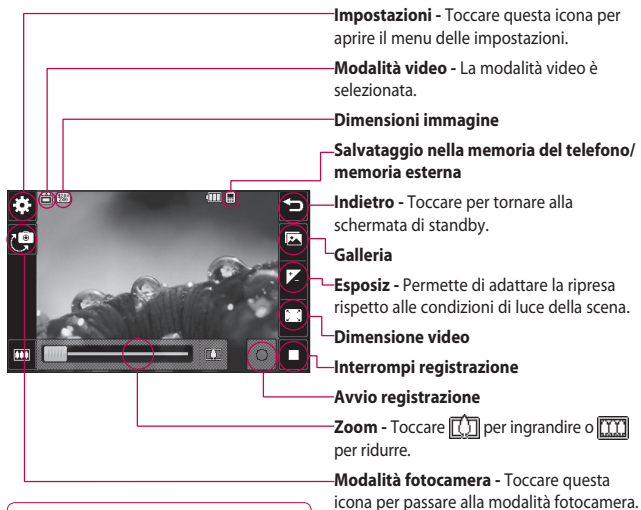 Impostazioni - Toccare questa icona per
aprire il menu delle impostazioni.
Modalità video - La modalità video è
selezionata.
Dimensioni immagine
Salvataggio nella memoria del telefono/
memoria esterna
Indietro - Toccare per tornare alla
schermata di standby.
Galleria
Esposiz - Permette di adattare la ripresa
rispetto alle condizioni di luce della scena.
Dimensione video
Interrompi registrazione
Avvio registrazione
Zoom - Toccare per ingrandire o
per ridurre.
Modalità fotocamera - Toccare questa
icona per passare alla modalità fotocamera.